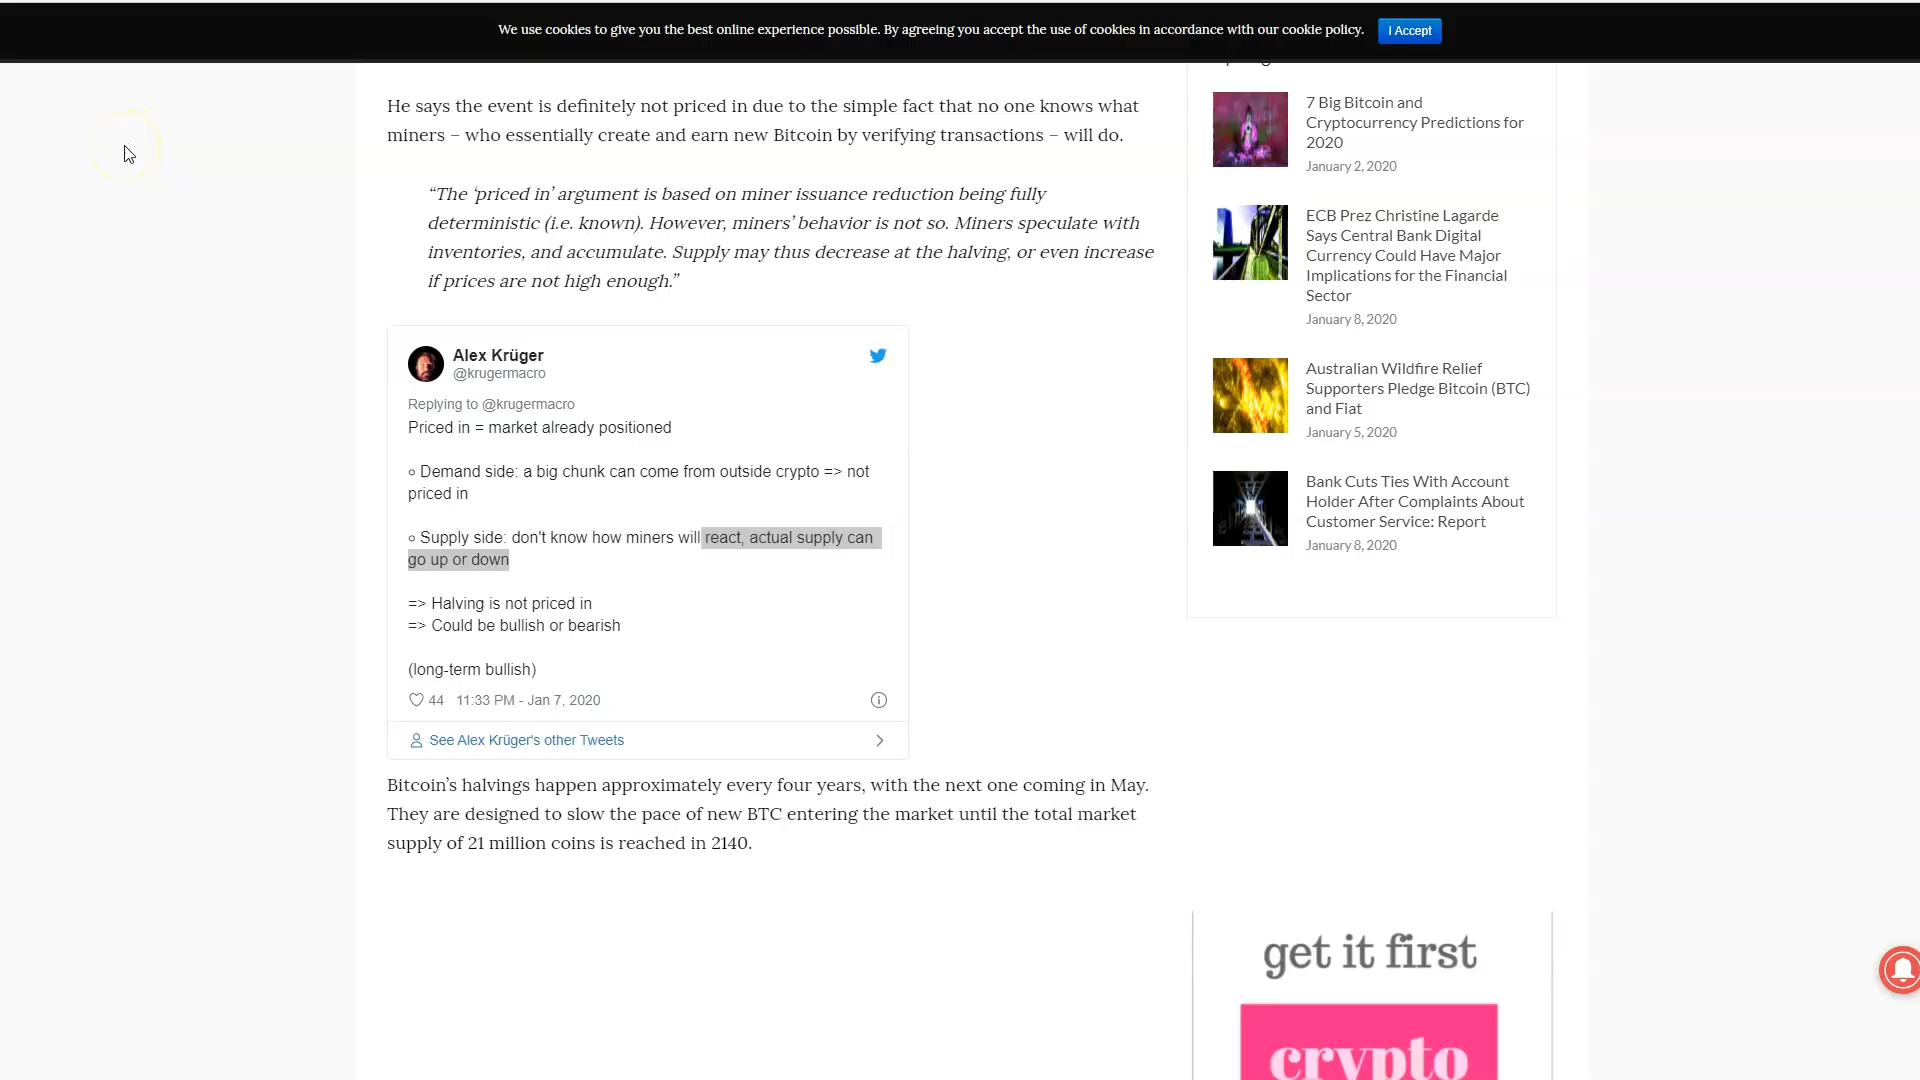 We use cookies to give you the best online experience possible. By agreeing you accept the use of cookies in accordance with our cookie policy.
I Accept
He says the event is definitely not priced in due to the simple fact that no one knows what
miners – who essentially create and earn new Bitcoin by verifying transactions – will do.
“The ‘priced in’ argument is based on miner issuance reduction being fully
deterministic (i.e. known). However, miners’ behavior is not so. Miners speculate with
inventories, and accumulate. Supply may thus decrease at the halving, or even increase
if prices are not high enough.”
Alex Krüger
@krugermacro
Replying to @krugermacro
Priced in = market already positioned
◦ Demand side: a big chunk can come from outside crypto => not
priced in
◦ Supply side: don't know how miners will react, actual supply can
go up or down
=> Halving is not priced in
=> Could be bullish or bearish
(long-term bullish)
44 11:33 PM - Jan 7, 2020
See Alex Krüger's other Tweets
Bitcoin’s halvings happen approximately every four years, with the next one coming in May.
They are designed to slow the pace of new BTC entering the market until the total market
supply of 21 million coins is reached in 2140.
7 Big Bitcoin and
Cryptocurrency Predictions for
2020
January 2, 2020
ECB Prez Christine Lagarde
Says Central Bank Digital
Currency Could Have Major
Implications for the Financial
Sector
January 8, 2020
Australian Wildfire Relief
Supporters Pledge Bitcoin (BTC)
and Fiat
January 5, 2020
Bank Cuts Ties With Account
Holder After Complaints About
Customer Service: Report
January 8, 2020
get it first
crypto